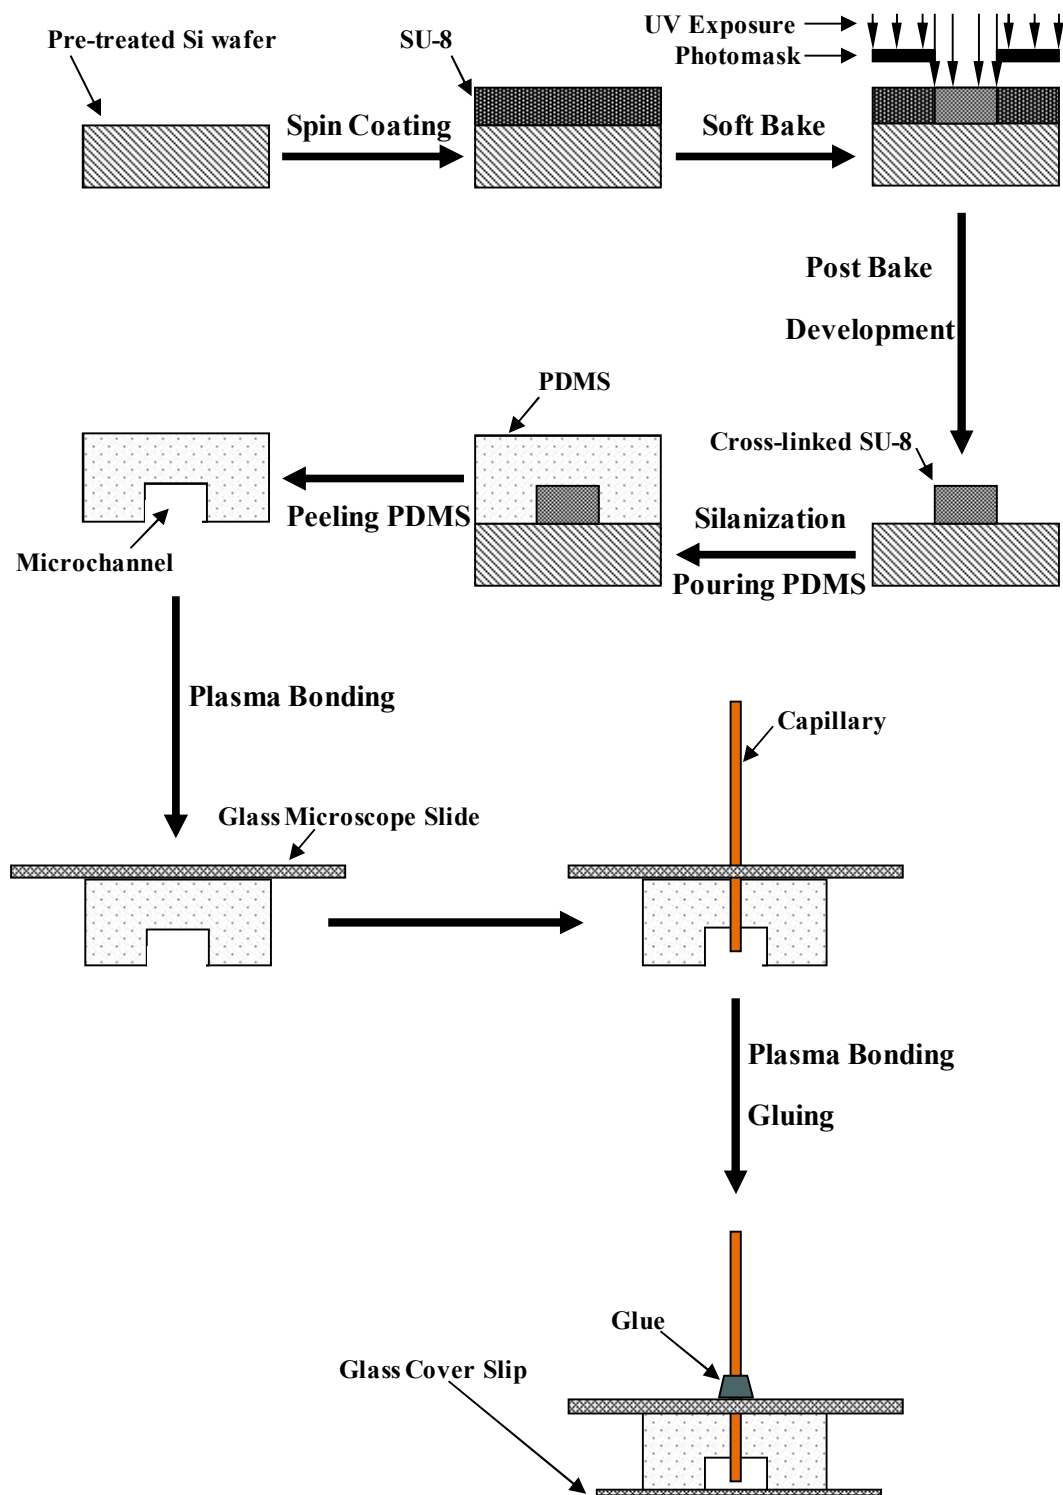 Pre-treated Si wafer
Spin Coating
SU-8
Soft Bake
UV Exposure
Photomask
Post Bake
Development
Cross-linked SU-8
Silanization
Pouring PDMS
PDMS
Peeling PDMS
Microchannel
Plasma Bonding
Glass Microscope Slide
Capillary
Plasma Bonding
Gluing
Glue
Glass Cover Slip